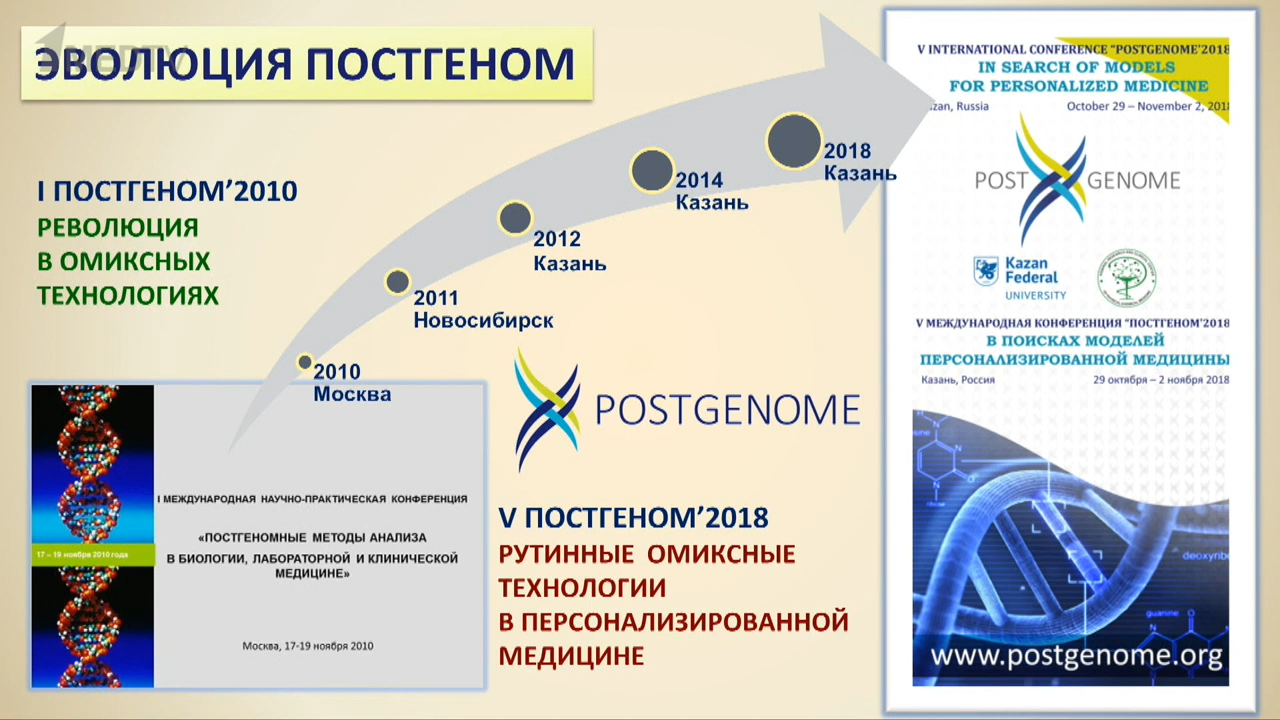 MEDTV
ЭВОЛЮЦИЯ ПОСТГЕНОМ
I ПОСТГЕНОМ’2010
РЕВОЛЮЦИЯ
В ОМИКСНЫХ
ТЕХНОЛОГИЯХ
2010
Москва
2011
Новосибирск
2012
Казань
2014
Казань
2018
Казань
I МЕЖДУНАРОДНАЯ НАУЧНО-ПРАКТИЧЕСКАЯ КОНФЕРЕНЦИЯ
«ПОСТГЕНОМНЫЕ МЕТОДЫ АНАЛИЗА
В БИОЛОГИИ, ЛАБОРАТОРНОЙ И КЛИНИЧЕСКОЙ
МЕДИЦИНЕ»
17 – 19 ноября 2010 года
Москва, 17-19 ноября 2010
POSTGENOME
V ПОСТГЕНОМ’2018
РУТИННЫЕ ОМИКСНЫЕ
ТЕХНОЛОГИИ
В ПЕРСОНАЛИЗИРОВАННОЙ
МЕДИЦИНЕ
V INTERNATIONAL CONFERENCE “POSTGENOME’2018
IN SEARCH OF MODELS
FOR PERSONALIZED MEDICINE
zan, Russia October 29 – November 2, 2018
POST GENOME
Kazan
Federal
UNIVERSITY
V МЕЖДУНАРОДНАЯ КОНФЕРЕНЦИЯ “ПОСТГЕНОМ’2018
В ПОИСКАХ МОДЕЛЕЙ
ПЕРСОНАЛИЗИРОВАННОЙ МЕДИЦИНЫ
Казань, Россия 29 октября – 2 ноября 2018
deoxyrib
guanine
www.postgenome.org